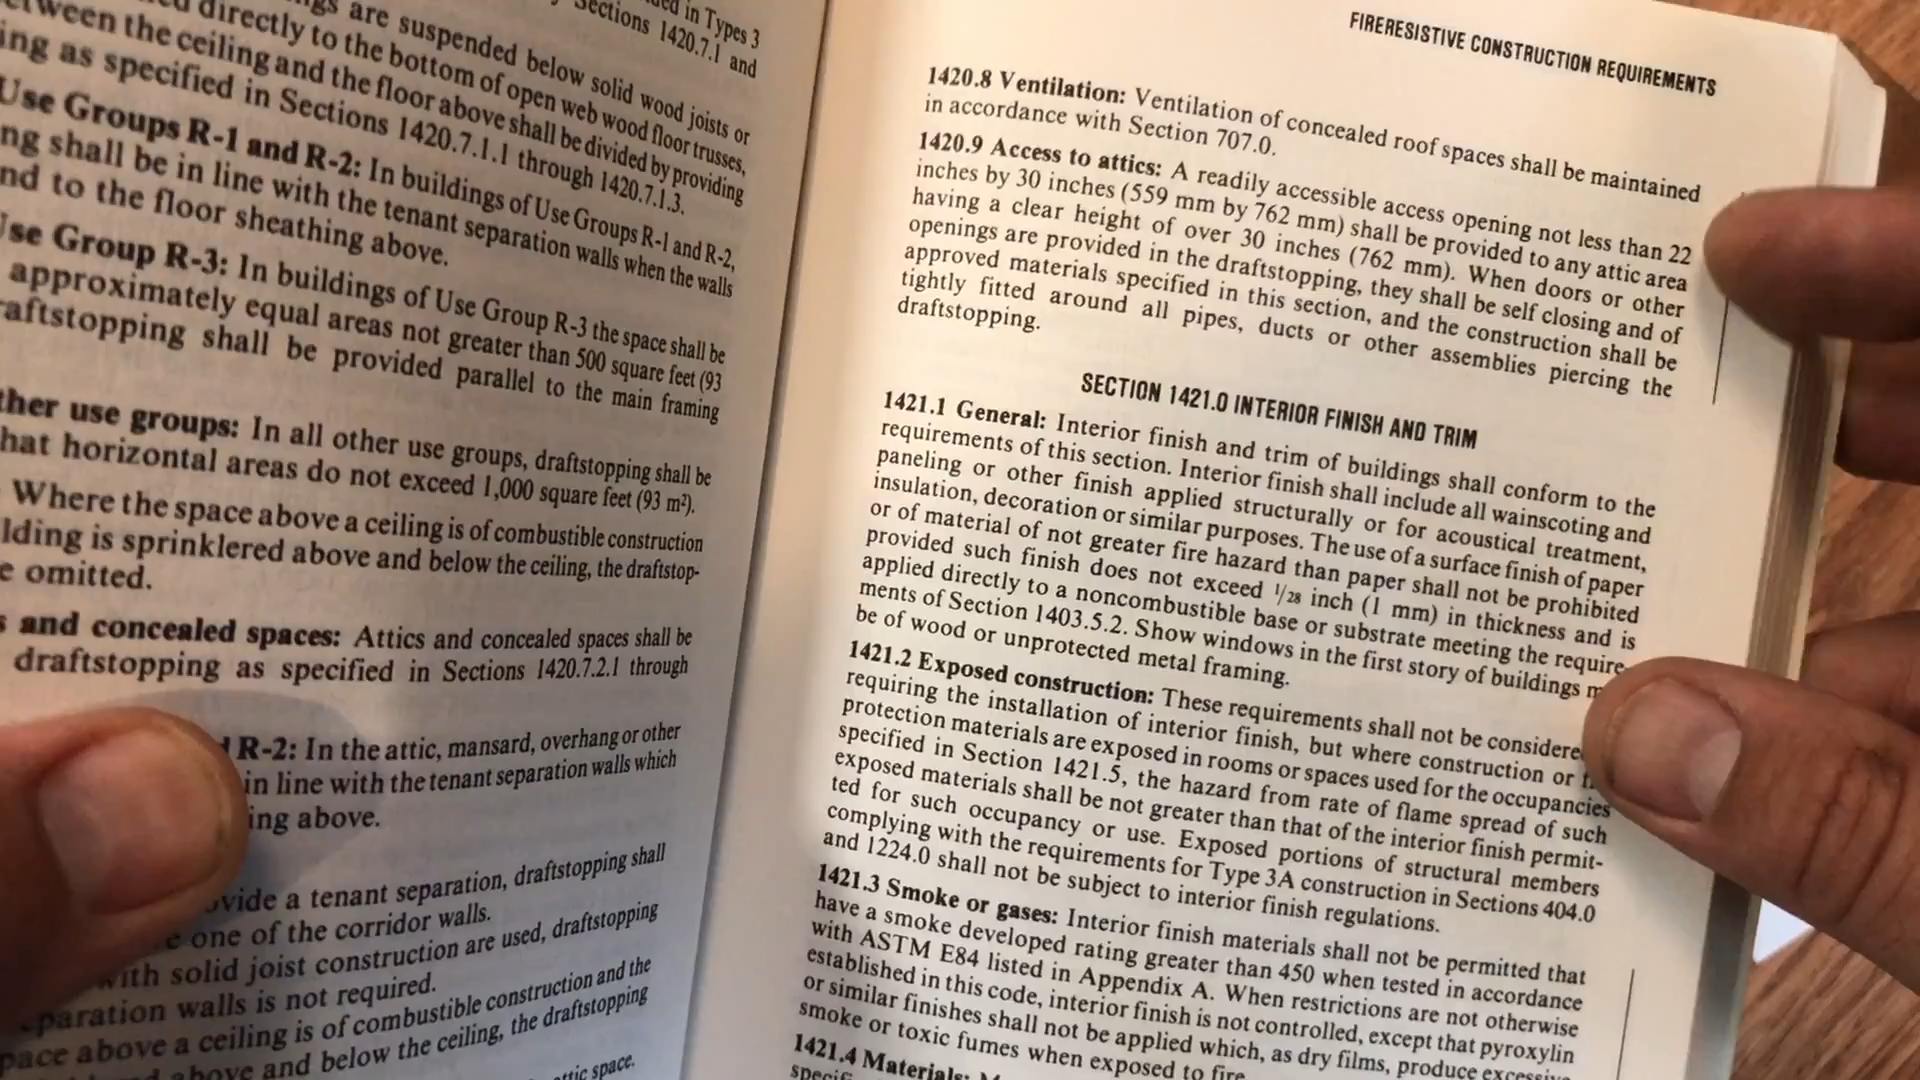 ded in Types 3
Sections 1420.7.1 and
are suspended below solid wood joists or
directly to the bottom of open web wood floor trusses,
between the ceiling and the floor above shall be divided by providing
ing as specified in Sections 1420.7.1.1 through 1420.7.1.3.
Use Groups R-1 and R-2: In buildings of Use Groups R-1 and R-2,
ng shall be in line with the tenant separation walls when the walls
nd to the floor sheathing above.
Use Group R-3: In buildings of Use Group R-3 the space shall be
approximately equal areas not greater than 500 square feet (93
raftstopping shall be provided parallel to the main framing
ther use groups: In all other use groups, draftstopping shall be
hat horizontal areas do not exceed 1,000 square feet (93 m²).
Where the space above a ceiling is of combustible construction
lding is sprinklered above and below the ceiling, the draftstop-
e omitted.
s and concealed spaces: Attics and concealed spaces shall be
draftstopping as specified in Sections 1420.7.2.1 through
R-2: In the attic, mansard, overhang or other
in line with the tenant separation walls which
ing above.
ovide a tenant separation, draftstopping shall
e one of the corridor walls.
with solid joist construction are used, draftstopping
paration walls is not required.
pace above a ceiling is of combustible construction and the
above and below the ceiling, the draftstopping
ttic space.
FIRERESISTIVE CONSTRUCTION REQUIREMENTS
1420.8 Ventilation: Ventilation of concealed roof spaces shall be maintained
in accordance with Section 707.0.
1420.9 Access to attics: A readily accessible access opening not less than 22
inches by 30 inches (559 mm by 762 mm) shall be provided to any attic area
having a clear height of over 30 inches (762 mm). When doors or other
openings are provided in the draftstopping, they shall be self closing and of
approved materials specified in this section, and the construction shall be
tightly fitted around all pipes, ducts or other assemblies piercing the
draftstopping.
SECTION 1421.0 INTERIOR FINISH AND TRIM
1421.1 General: Interior finish and trim of buildings shall conform to the
requirements of this section. Interior finish shall include all wainscoting and
paneling or other finish applied structurally or for acoustical treatment,
insulation, decoration or similar purposes. The use of a surface finish of paper
or of material of not greater fire hazard than paper shall not be prohibited
provided such finish does not exceed 1/28 inch (1 mm) in thickness and is
applied directly to a noncombustible base or substrate meeting the require-
ments of Section 1403.5.2. Show windows in the first story of buildings m
be of wood or unprotected metal framing.
1421.2 Exposed construction: These requirements shall not be considere
requiring the installation of interior finish, but where construction or fi
protection materials are exposed in rooms or spaces used for the occupancies
specified in Section 1421.5, the hazard from rate of flame spread of such
exposed materials shall be not greater than that of the interior finish permit-
ted for such occupancy or use. Exposed portions of structural members
complying with the requirements for Type 3A construction in Sections 404.0
and 1224.0 shall not be subject to interior finish regulations.
1421.3 Smoke or gases: Interior finish materials shall not be permitted that
have a smoke developed rating greater than 450 when tested in accordance
with ASTM E84 listed in Appendix A. When restrictions are not otherwise
established in this code, interior finish is not controlled, except that pyroxylin
or similar finishes shall not be applied which, as dry films, produce excessive
smoke or toxic fumes when exposed to fire.
1421.4 Materials:
specifi